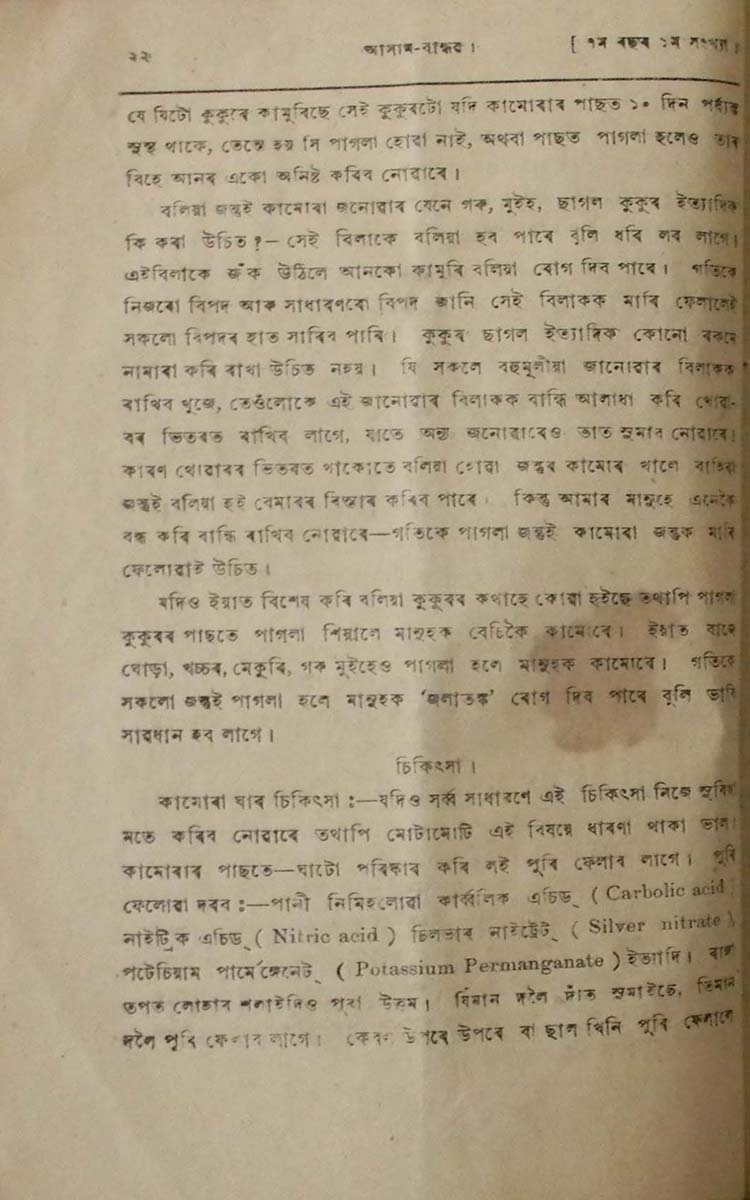 ২২ আসাম-বান্ধৱ। [ ৭ম বছৰ ১ম সংখ্যা।
যে যিটো কুকুৰে কামুৰিছে সেই কুকুৰটো যদি কামোৰাৰ পাছত ১০ দিন পৰ্য্যন্ত
সুস্থ থাকে, তেন্তে হয় সি পাগলা হোৱা নাই, অথবা পাছত পাগলা হলেও তাৰ
বিহে আনৰ একো অনিষ্ট কৰিব নোৱাৰে।
বলিয়া জন্তুই কামোৰা জনোৱাৰ যেনে গৰু, মুইহ, ছাগল কুকুৰ ইত্যাদিক
কি কৰা উচিত?—সেই বিলাকে বলিয়া হব পাৰে বুলি ধৰি লব লাগে।
এইবিলাকে জঁক উঠিলে আনকো কামুৰি বলিয়া ৰোগ দিব পাৰে। গতিকে
নিজৰো বিপদ আৰু সাধাৰণৰো বিপদ জানি সেই বিলাকক মাৰি ফেলালেই
সকলো বিপদৰ হাত সাৰিব পাৰি। কুকুৰ ছাগল ইত্যাদিক কোনো ৰকমে
নামাৰা কৰি ৰাখা উচিত নহয়। যি সকলে বহুমূলীয়া জানোৱাৰ বিলাকক
ৰাখিব খুজে, তেওঁলোকে এই জানোৱাৰ বিলাকক বান্ধি আলাধা কৰি খোৱা-
ৰৰ ভিতৰত ৰাখিব লাগে, যাতে অন্য জনোৱাৰেও তাত সুমাব নোৱাৰে।
কাৰণ খোৱাৰৰ ভিতৰত থাকোতে বলিয়া হোৱা জন্তুৰ কামোৰ খালে বাহিৰা
জন্তুই বলিয়া হই বেমাৰৰ বিস্তাৰ কৰিব পাৰে। কিন্তু আমাৰ মানুহে এনেকৈ
বন্ধ কৰি বান্ধি ৰাখিব নোৱাৰে—গতিকে পাগলা জন্তুই কামোৰা জন্তুক মাৰি
ফেলোৱাই উচিত।
যদিও ইয়াত বিশেষ কৰি বলিয়া কুকুৰৰ কথাহে কোৱা হইছে তথাপি পাগলা
কুকুৰৰ পাছতে পাগলা শিয়ালে মানুহক বেচিকৈ কামোৰে। ইয়াত বাহে
ঘোড়া, খচ্চৰ, মেকুৰি, গৰু মুইহেও পাগলা হলে মানুহক কামোৰে। গতিকে
সকলো জন্তুই পাগলা হলে মানুহক ‘জলাতঙ্ক’ ৰোগ দিব পাৰে বুলি ভাবি
সাৱধান হব লাগে।
চিকিৎসা।
কামোৰা ঘাৰ চিকিৎসা :—যদিও সৰ্ব্ব সাধাৰণে এই চিকিৎসা নিজে সুবিধা
মতে কৰিব নোৱাৰে তথাপি মোটামোটি এই বিষয়ে ধাৰণা থকা ভাল।
কামোৰাৰ পাছতে—ঘাটো পৰিষ্কাৰ কৰি লই পুৰি ফেলাব লাগে। পুৰি
ফেলোৱা দৰব :—পানী নিমিহলোৱা কাৰ্ব্বলিক এচিড্ ( Carbolic acid )
নাইট্ৰিক এচিড্ ( Nitric acid ) চিলভাৰ নাইট্ৰেট্ ( Silver nitrate ),
পটেচিয়াম পাৰ্মেঙ্গেনেট্ ( Potassium Permanganate ) ইত্যাদি। ৰঙা
তপত লোহাৰ শলাইদিও পুৰা উত্তম। যিমান দলৈ দাঁত সুমাইছে, তিমান
দলৈ পুৰি ফেলাব লাগে। কেবল উপৰে উপৰে বা ছাল খিনি পুৰি ফেলালে